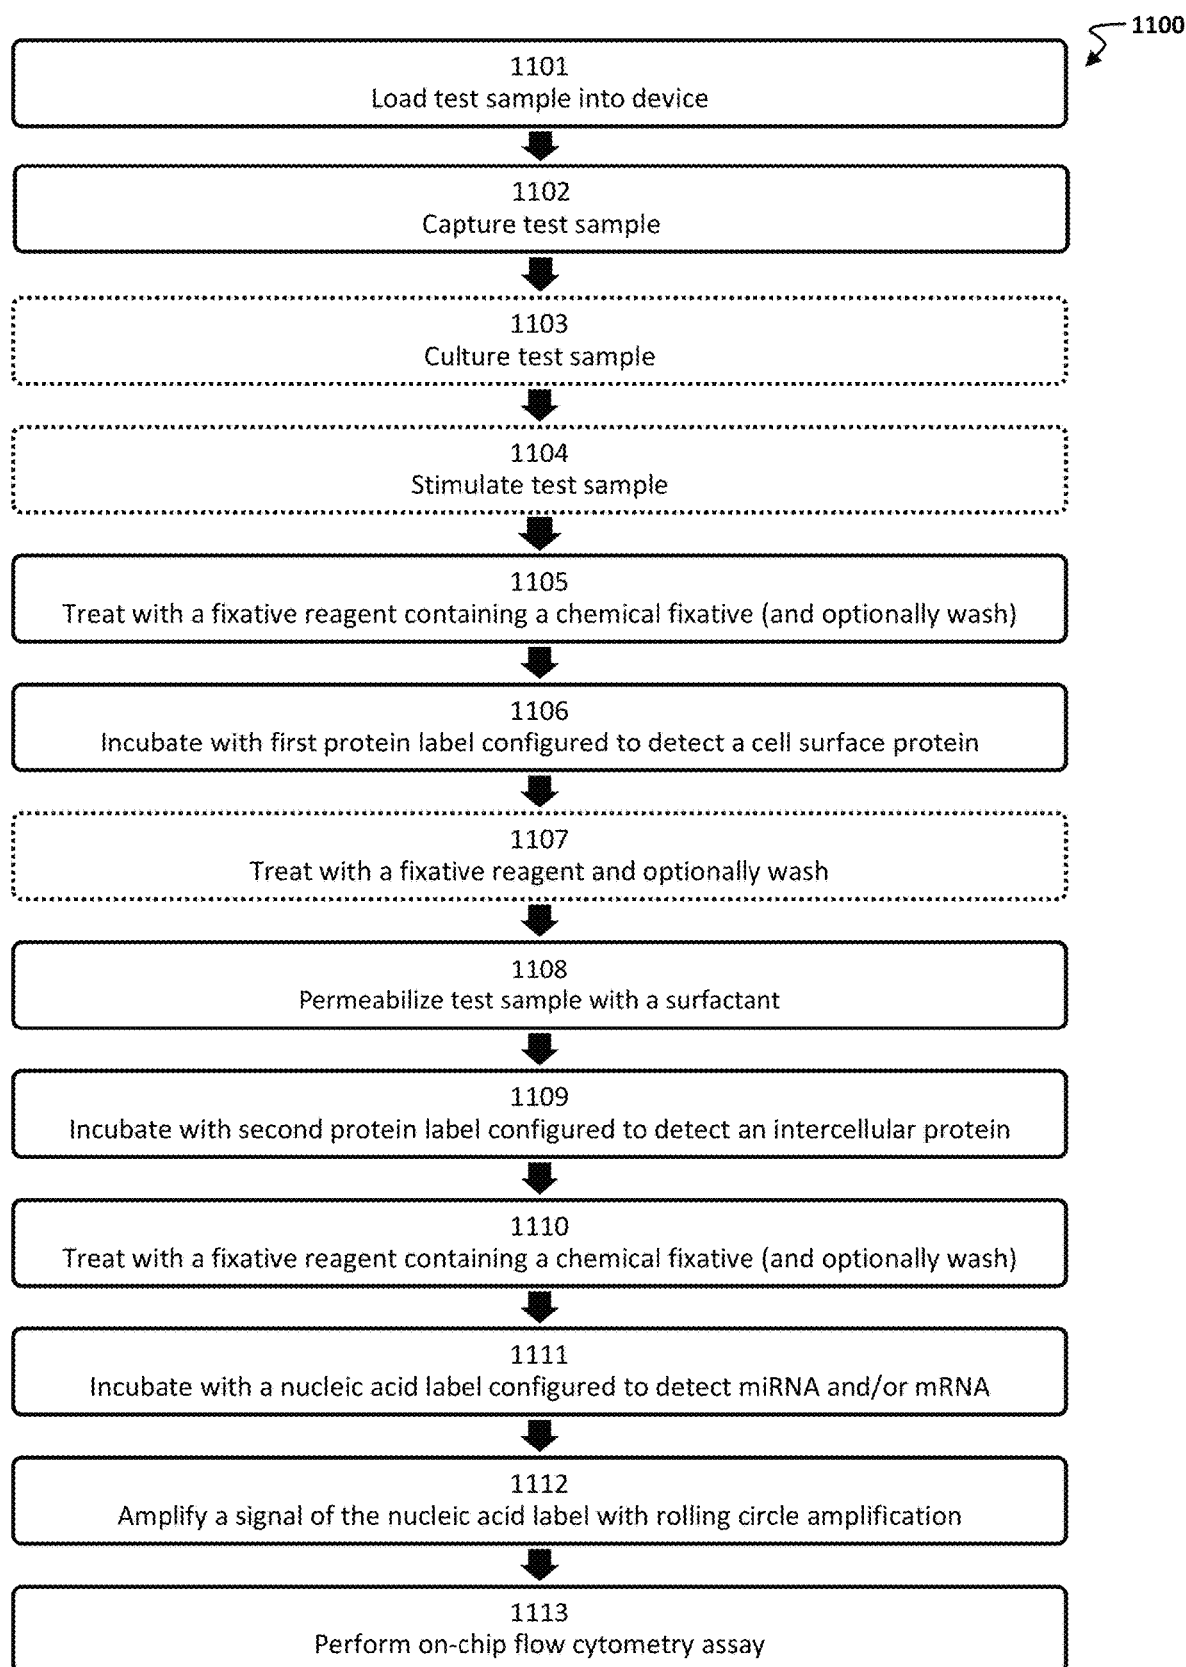 1100
1101
Load test sample into device
1102
Capture test sample
1103
Culture test sample
1104
Stimulate test sample
1105
Treat with a fixative reagent containing a chemical fixative (and optionally wash)
1106
Incubate with first protein label configured to detect a cell surface protein
1107
Treat with a fixative reagent and optionally wash
1108
Permeabilize test sample with a surfactant
1109
Incubate with second protein label configured to detect an intercellular protein
1110
Treat with a fixative reagent containing a chemical fixative (and optionally wash)
1111
Incubate with a nucleic acid label configured to detect miRNA and/or mRNA
1112
Amplify a signal of the nucleic acid label with rolling circle amplification
1113
Perform on-chip flow cytometry assay